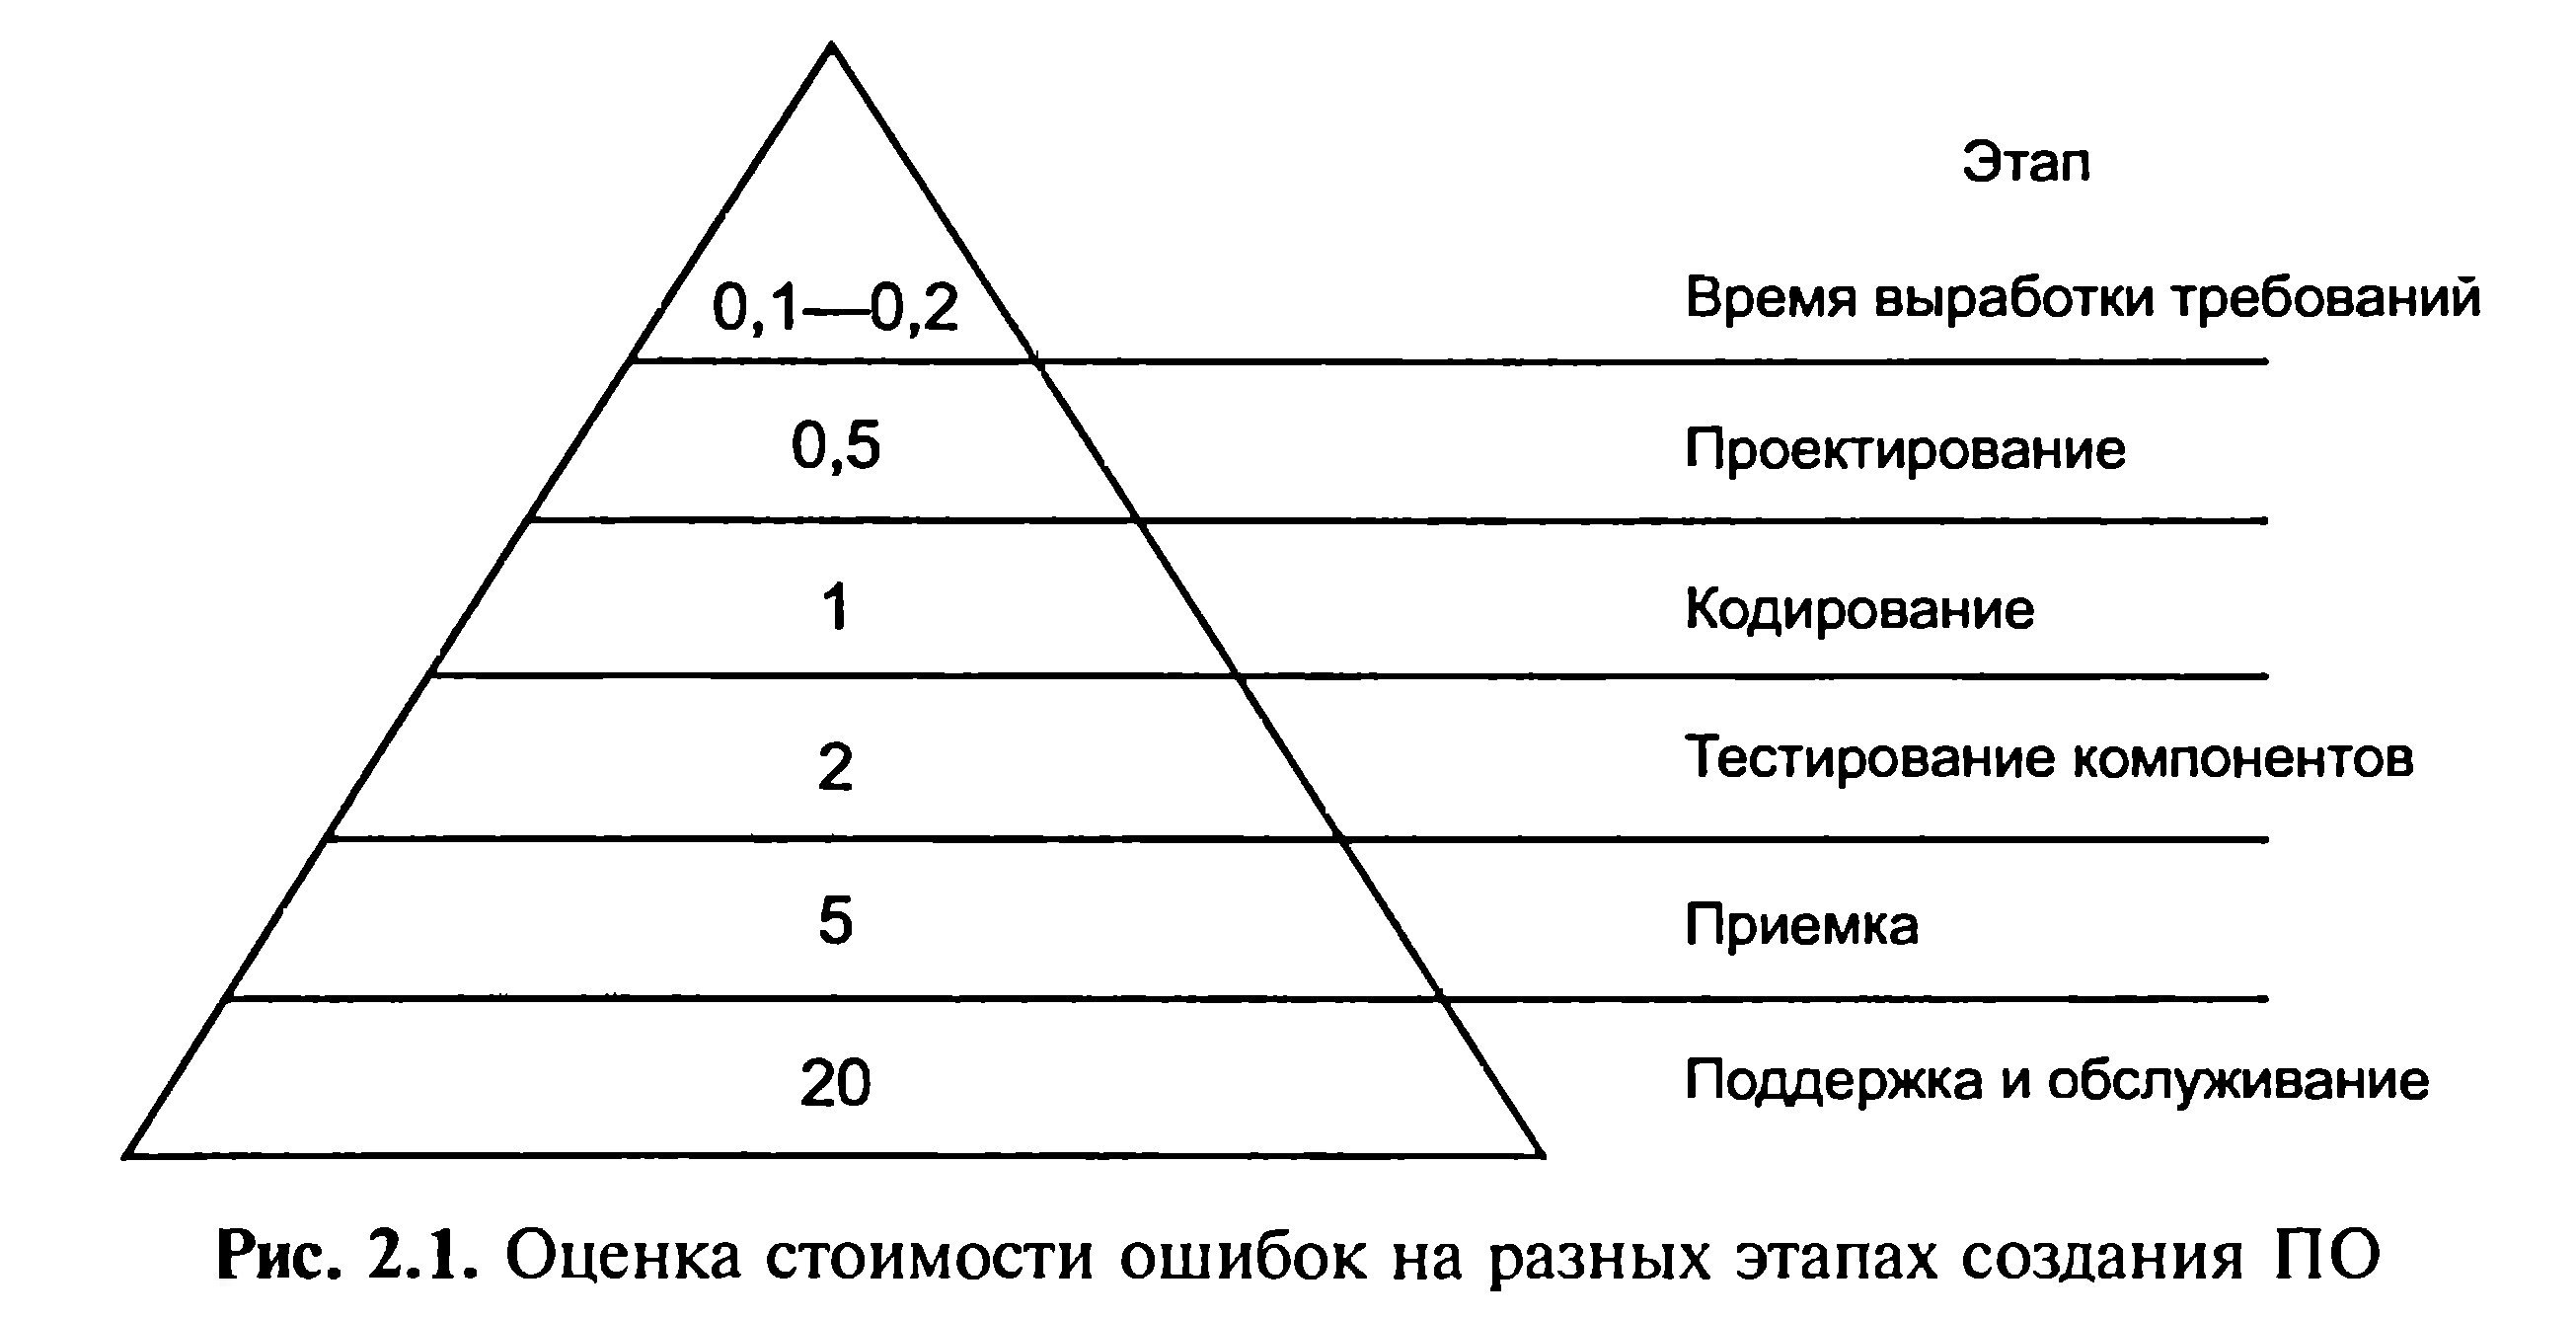 Этап
0,1—0,2 Время выработки требований
0,5 Проектирование
1 Кодирование
2 Тестирование компонентов
5 Приемка
20 Поддержка и обслуживание
Рис. 2.1. Оценка стоимости ошибок на разных этапах создания ПО